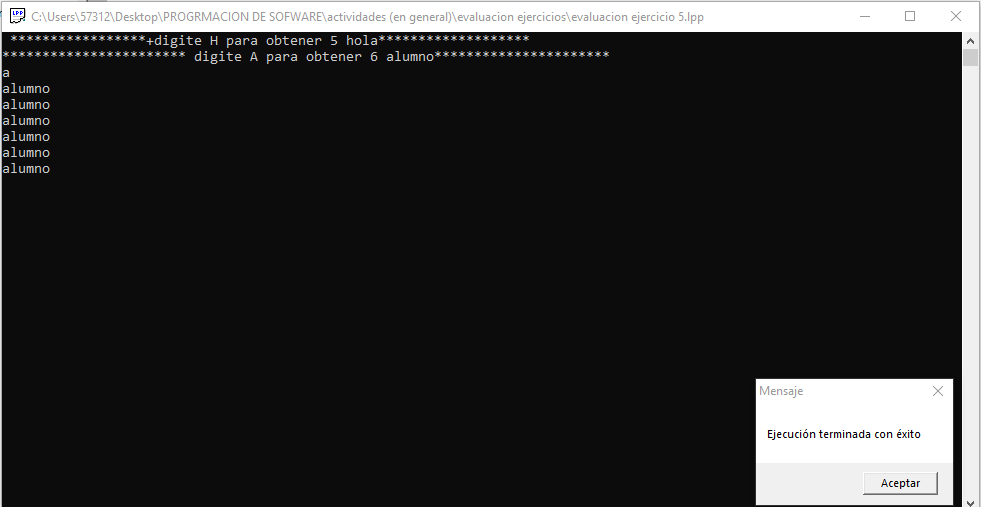 LPP C:\Users\57312\Desktop\PROGRMACION DE SOFWARE\actividades (en general)\evaluacion ejercicios\evaluacion ejercicio 5.lpp
*****************+digite H para obtener 5 hola*******************
*********************** digite A para obtener 6 alumno**********************
a
alumno
alumno
alumno
alumno
alumno
alumno
Mensaje
Ejecución terminada con éxito
Aceptar